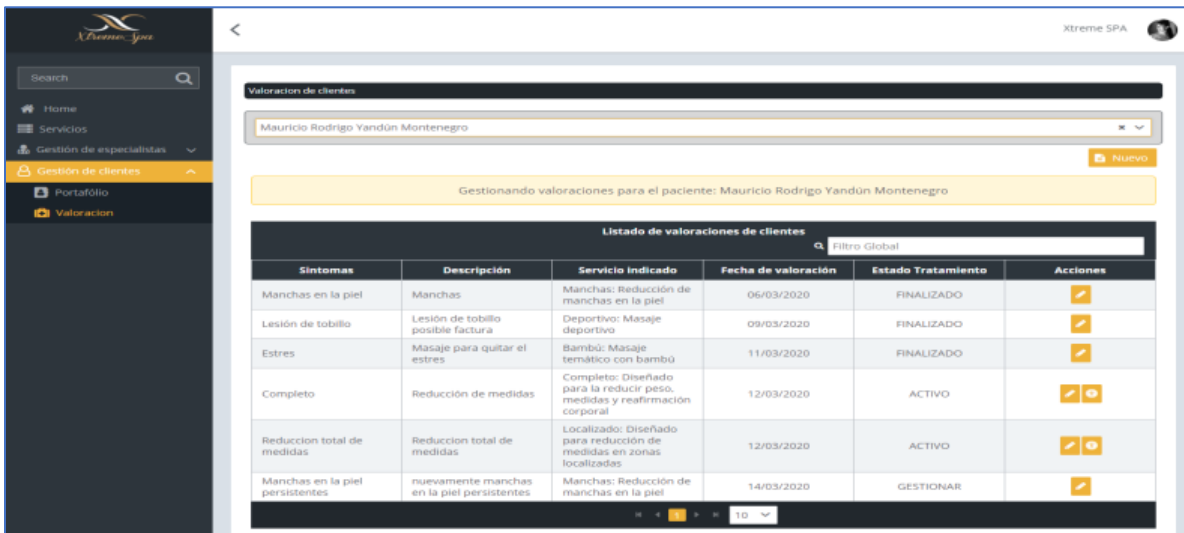 Xtreme Spa
Xtreme SPA
Search
Home
Servicios
Gestión de especialistas
Gestión de clientes
Portafólio
Valoracion
Valoracion de clientes
Mauricio Rodrigo Yandún Montenegro
Nuevo
Gestionando valoraciones para el paciente: Mauricio Rodrigo Yandún Montenegro
Listado de valoraciones de clientes
Filtro Global
Sintomas Descripción Servicio indicado Fecha de valoración Estado Tratamiento Acciones
Manchas en la piel
Manchas
Manchas: Reducción de
manchas en la piel
06/03/2020
FINALIZADO
Lesión de tobillo
Lesión de tobillo
posible factura
Deportivo: Masaje
deportivo
09/03/2020
FINALIZADO
Estres
Masaje para quitar el
estres
Bambú: Masaje
temático con bambú
11/03/2020
FINALIZADO
Completo
Reducción de medidas
Completo: Diseñado
para la reducir peso,
medidas y reafirmación
corporal
12/03/2020
ACTIVO
Reduccion total de
medidas
Reduccion total de
medidas
Localizado: Diseñado
para reducción de
medidas en zonas
localizadas
12/03/2020
ACTIVO
Manchas en la piel
persistentes
nuevamente manchas
en la piel persistentes
Manchas: Reducción de
manchas en la piel
14/03/2020
GESTIONAR
1
10